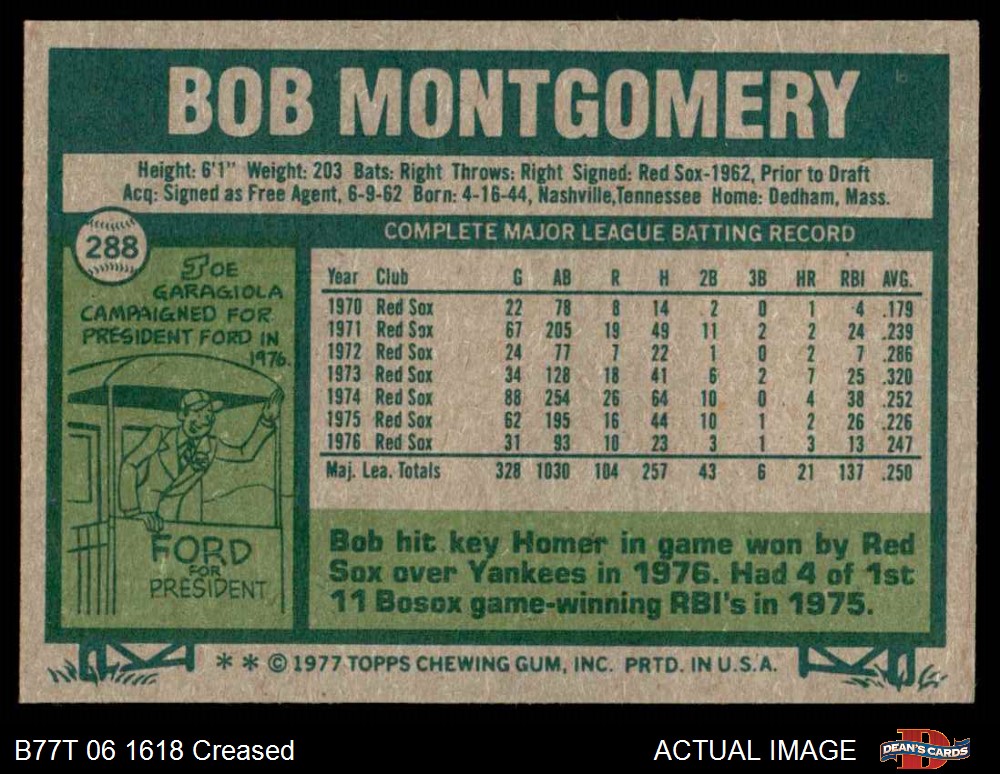 BOB MONTGOMERY
Height: 6'1" Weight: 203 Bats: Right Throws: Right Signed: Red Sox-1962, Prior to Draft
Acq: Signed as Free Agent, 6-9-62 Born: 4-16-44, Nashville,Tennessee Home: Dedham, Mass.
288
JOE
GARAGIOLA
CAMPAIGNED FOR
PRESIDENT FORD IN
1976.
FORD
FOR
PRESIDENT
COMPLETE MAJOR LEAGUE BATTING RECORD
Year Club G AB R H 2B 3B HR RBI AVG.
1970 Red Sox 22 78 8 14 2 0 1 4 .179
1971 Red Sox 67 205 19 49 11 2 2 24 .239
1972 Red Sox 24 77 7 22 1 0 2 7 .286
1973 Red Sox 34 128 18 41 6 2 7 25 .320
1974 Red Sox 88 254 26 64 10 0 4 38 .252
1975 Red Sox 62 195 16 44 10 1 2 26 .226
1976 Red Sox 31 93 10 23 3 1 3 13 .247
Maj. Lea. Totals 328 1030 104 257 43 6 21 137 .250
Bob hit key Homer in game won by Red
Sox over Yankees in 1976. Had 4 of 1st
11 Bosox game-winning RBI's in 1975.
* * © 1977 TOPPS CHEWING GUM, INC. PRTD. IN U.S.A.
B77T 06 1618 Creased
ACTUAL IMAGE
DEAN'S CARDS